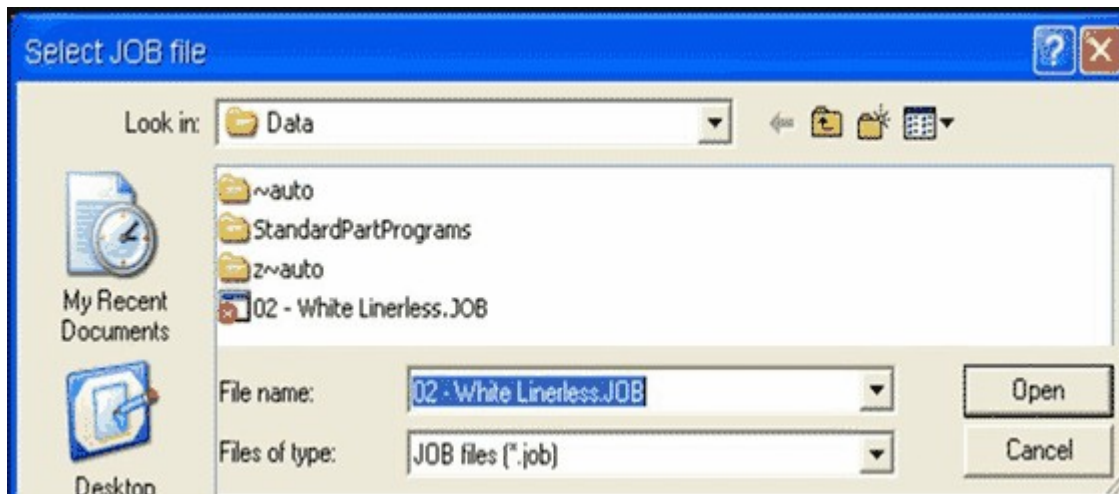 Select JOB file
Look in: Data
~auto
StandardPartPrograms
z~auto
02 - White Linerless.JOB
My Recent
Documents
File name: 02 - White Linerless.JOB Open
Files of type: JOB files (*.job) Cancel
Desktop